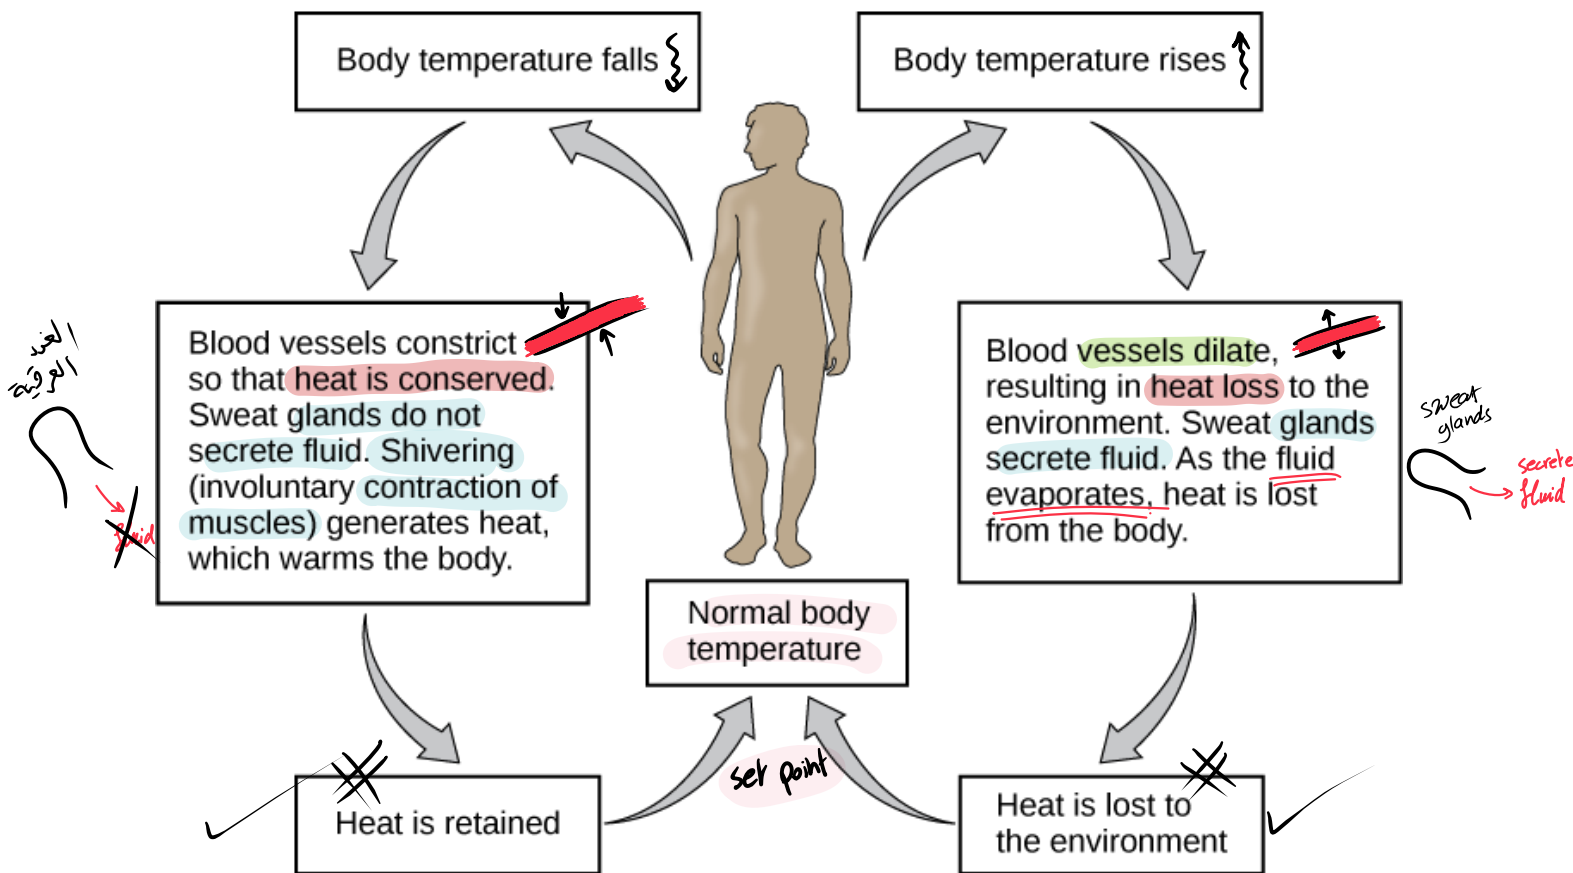 Body temperature falls
Body temperature rises
Blood vessels constrict
so that heat is conserved.
Sweat glands do not
secrete fluid. Shivering
(involuntary contraction of
muscles) generates heat,
which warms the body.
الغدد
العرقية
fluid
Blood vessels dilate,
resulting in heat loss to the
environment. Sweat glands
secrete fluid. As the fluid
evaporates, heat is lost
from the body.
sweat
glands
secrete
fluid
Normal body
temperature
set point
Heat is retained
Heat is lost to
the environment